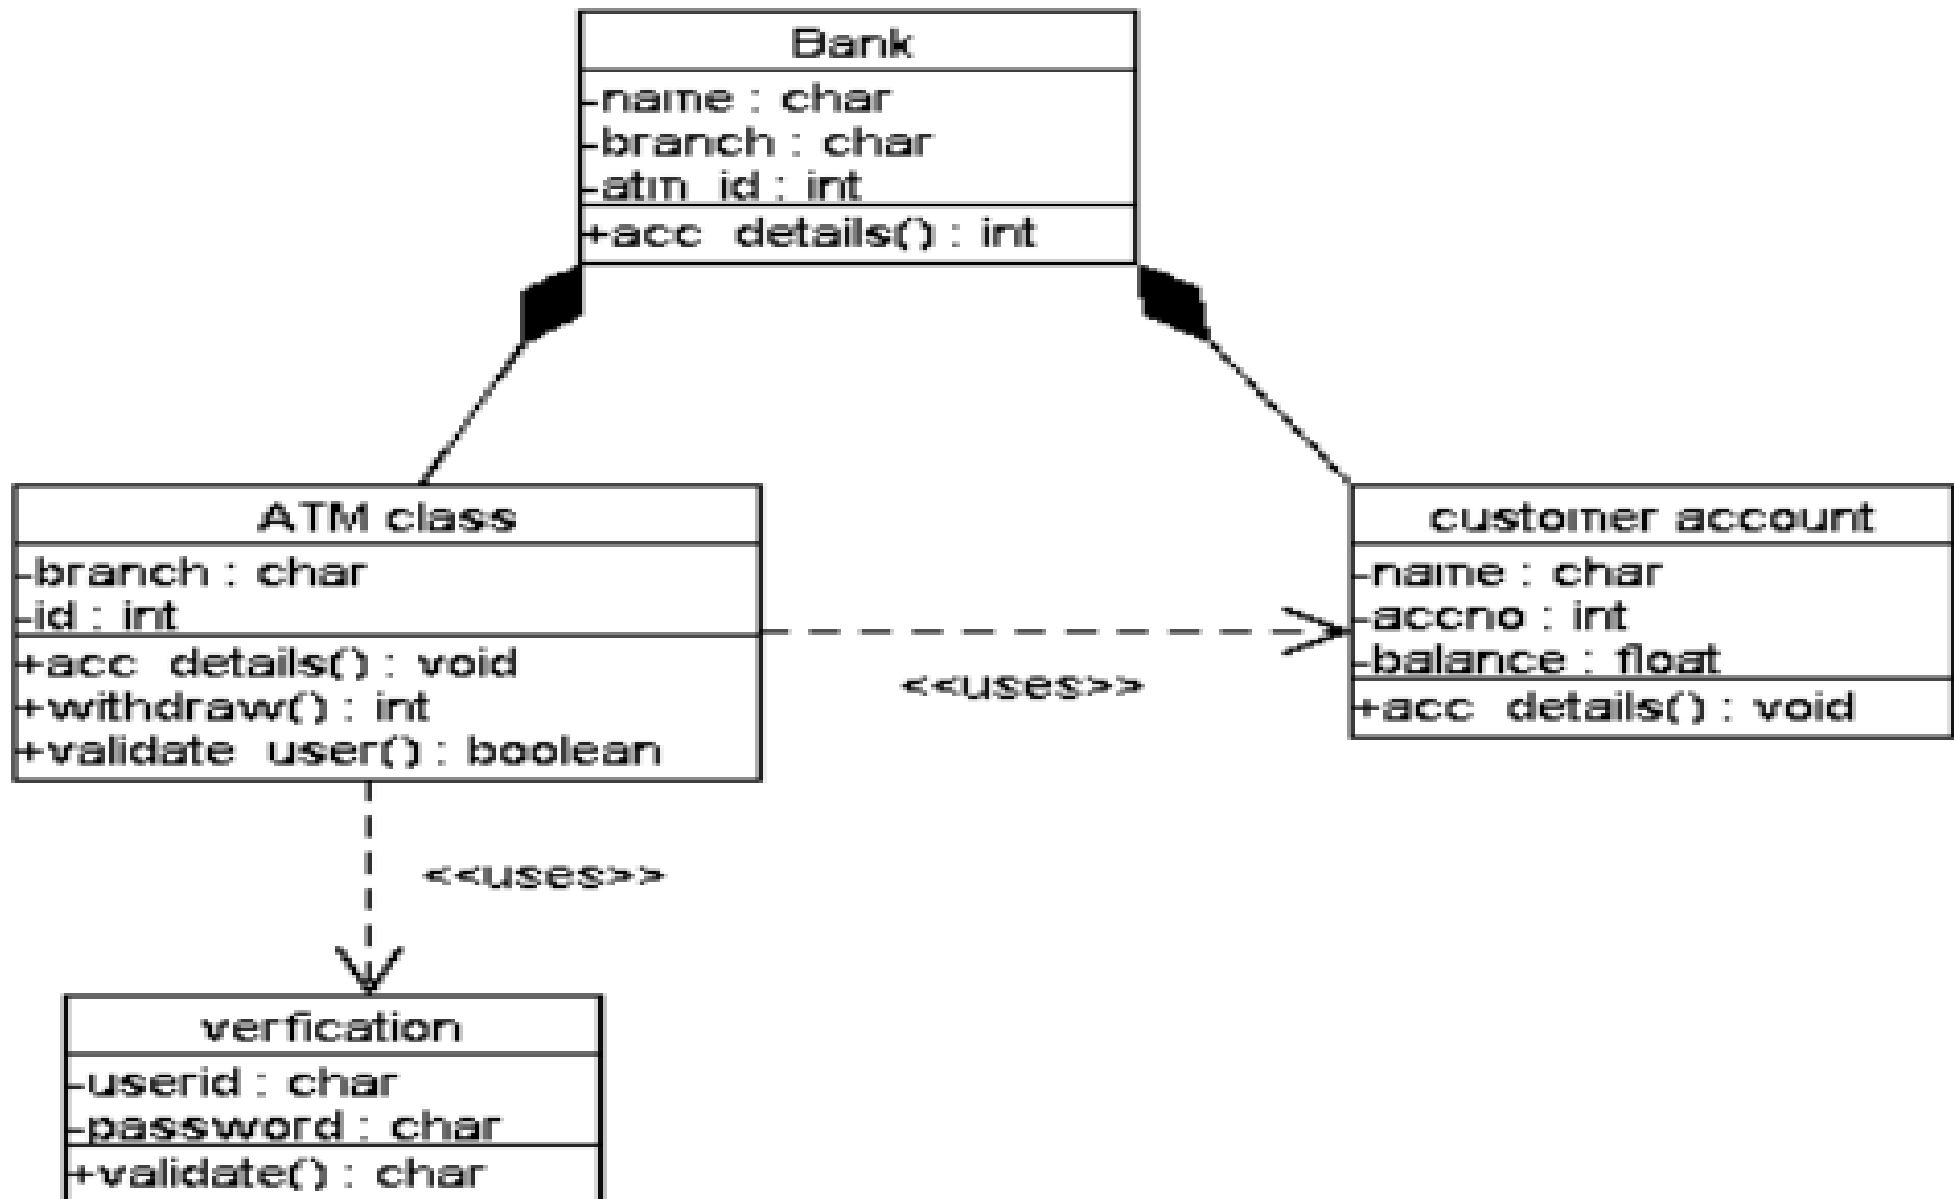 Bank
-name : char
-branch : char
-atm_id : int
+acc_details() : int
ATM class
-branch : char
-id : int
+acc_details() : void
+withdraw() : int
+validate_user() : boolean
<<uses>>
customer account
-name : char
-accno : int
-balance : float
+acc_details() : void
<<uses>>
verfication
-userid : char
-password : char
+validate() : char